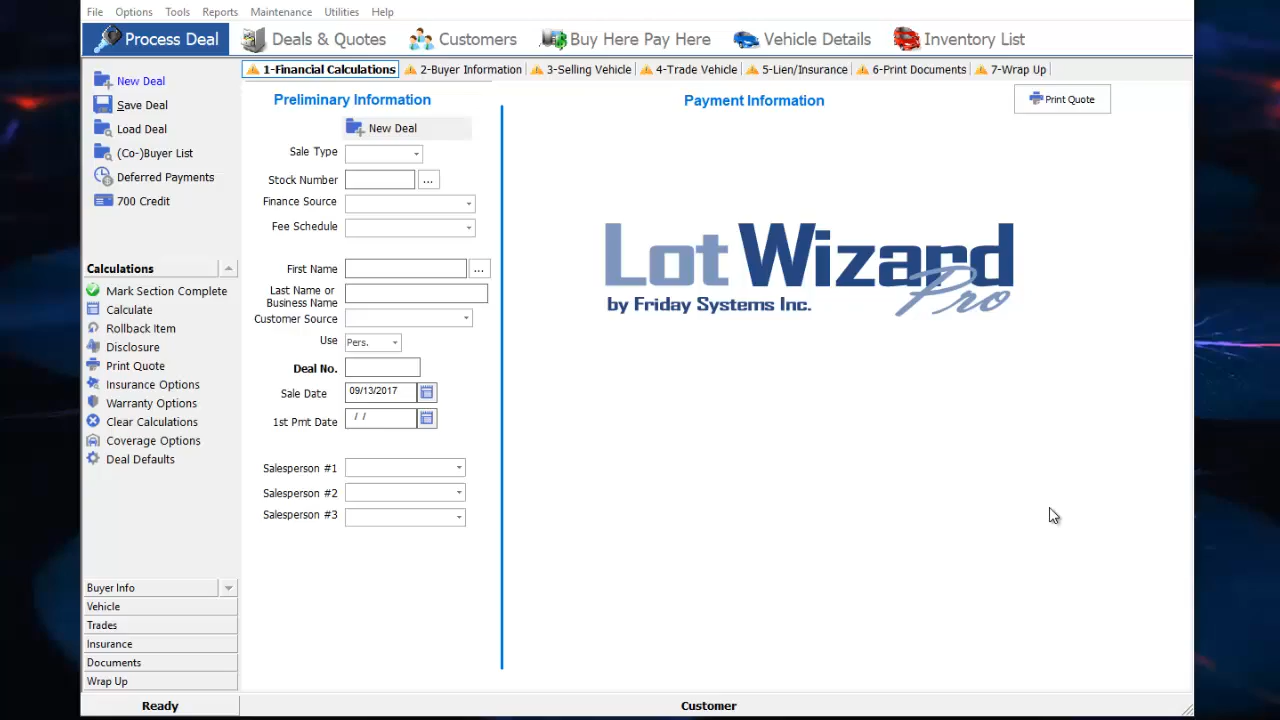 File Options Tools Reports Maintenance Utilities Help
Process Deal Deals & Quotes Customers Buy Here Pay Here Vehicle Details Inventory List
1-Financial Calculations 2-Buyer Information 3-Selling Vehicle 4-Trade Vehicle 5-Lien/Insurance 6-Print Documents 7-Wrap Up
New Deal
Save Deal
Load Deal
(Co-)Buyer List
Deferred Payments
700 Credit
Calculations
Mark Section Complete
Calculate
Rollback Item
Disclosure
Print Quote
Insurance Options
Warranty Options
Clear Calculations
Coverage Options
Deal Defaults
Buyer Info
Vehicle
Trades
Insurance
Documents
Wrap Up
Preliminary Information
New Deal
Sale Type
Stock Number ...
Finance Source
Fee Schedule
First Name ...
Last Name or
Business Name
Customer Source
Use Pers.
Deal No.
Sale Date 09/13/2017
1st Pmt Date / /
Salesperson #1
Salesperson #2
Salesperson #3
Payment Information
Print Quote
Lot Wizard
Pro
by Friday Systems Inc.
Ready Customer